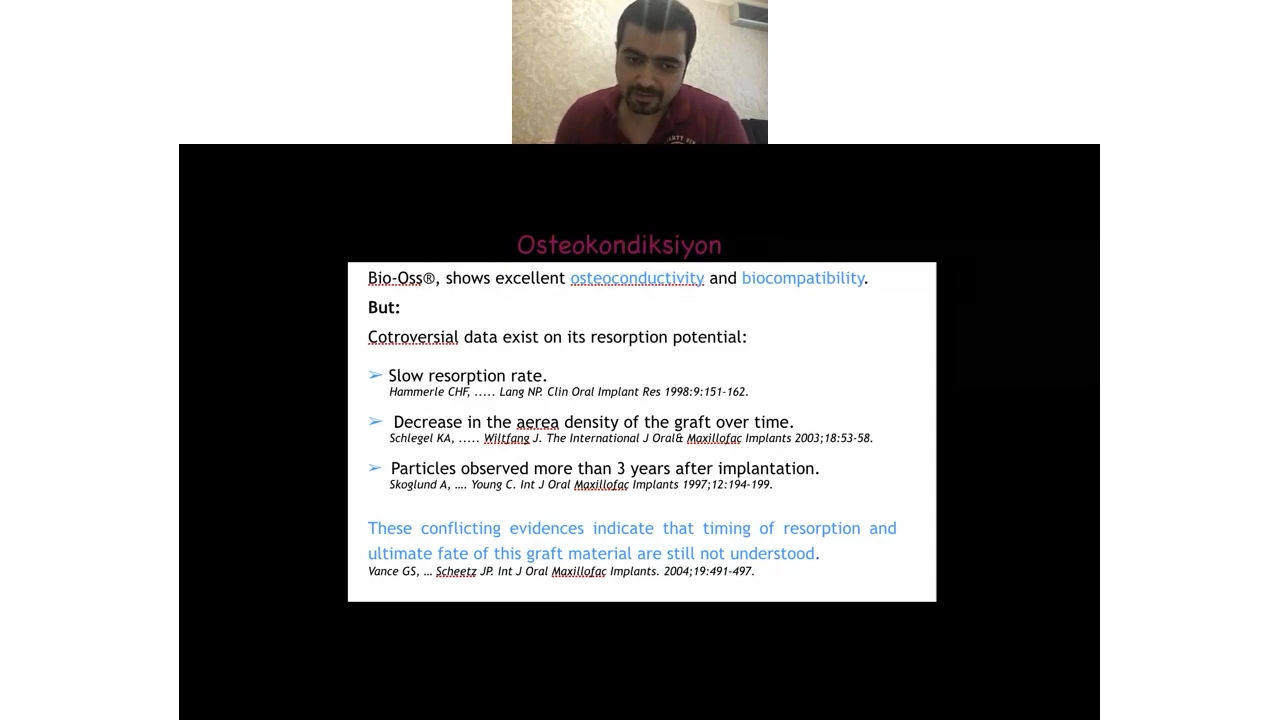 ARTY
Osteokondiksiyon
Bio-Oss®, shows excellent osteoconductivity and biocompatibility.
But:
Cotroversial data exist on its resorption potential:
➢ Slow resorption rate.
Hammerle CHF, ..... Lang NP. Clin Oral Implant Res 1998:9:151-162.
➢ Decrease in the aerea density of the graft over time.
Schlegel KA, ..... Wiltfang J. The International J Oral& Maxillofac Implants 2003;18:53-58.
➢ Particles observed more than 3 years after implantation.
Skoglund A, .... Young C. Int J Oral Maxillofac Implants 1997;12:194-199.
These conflicting evidences indicate that timing of resorption and
ultimate fate of this graft material are still not understood.
Vance GS, ... Scheetz JP. Int J Oral Maxillofac Implants. 2004;19:491-497.